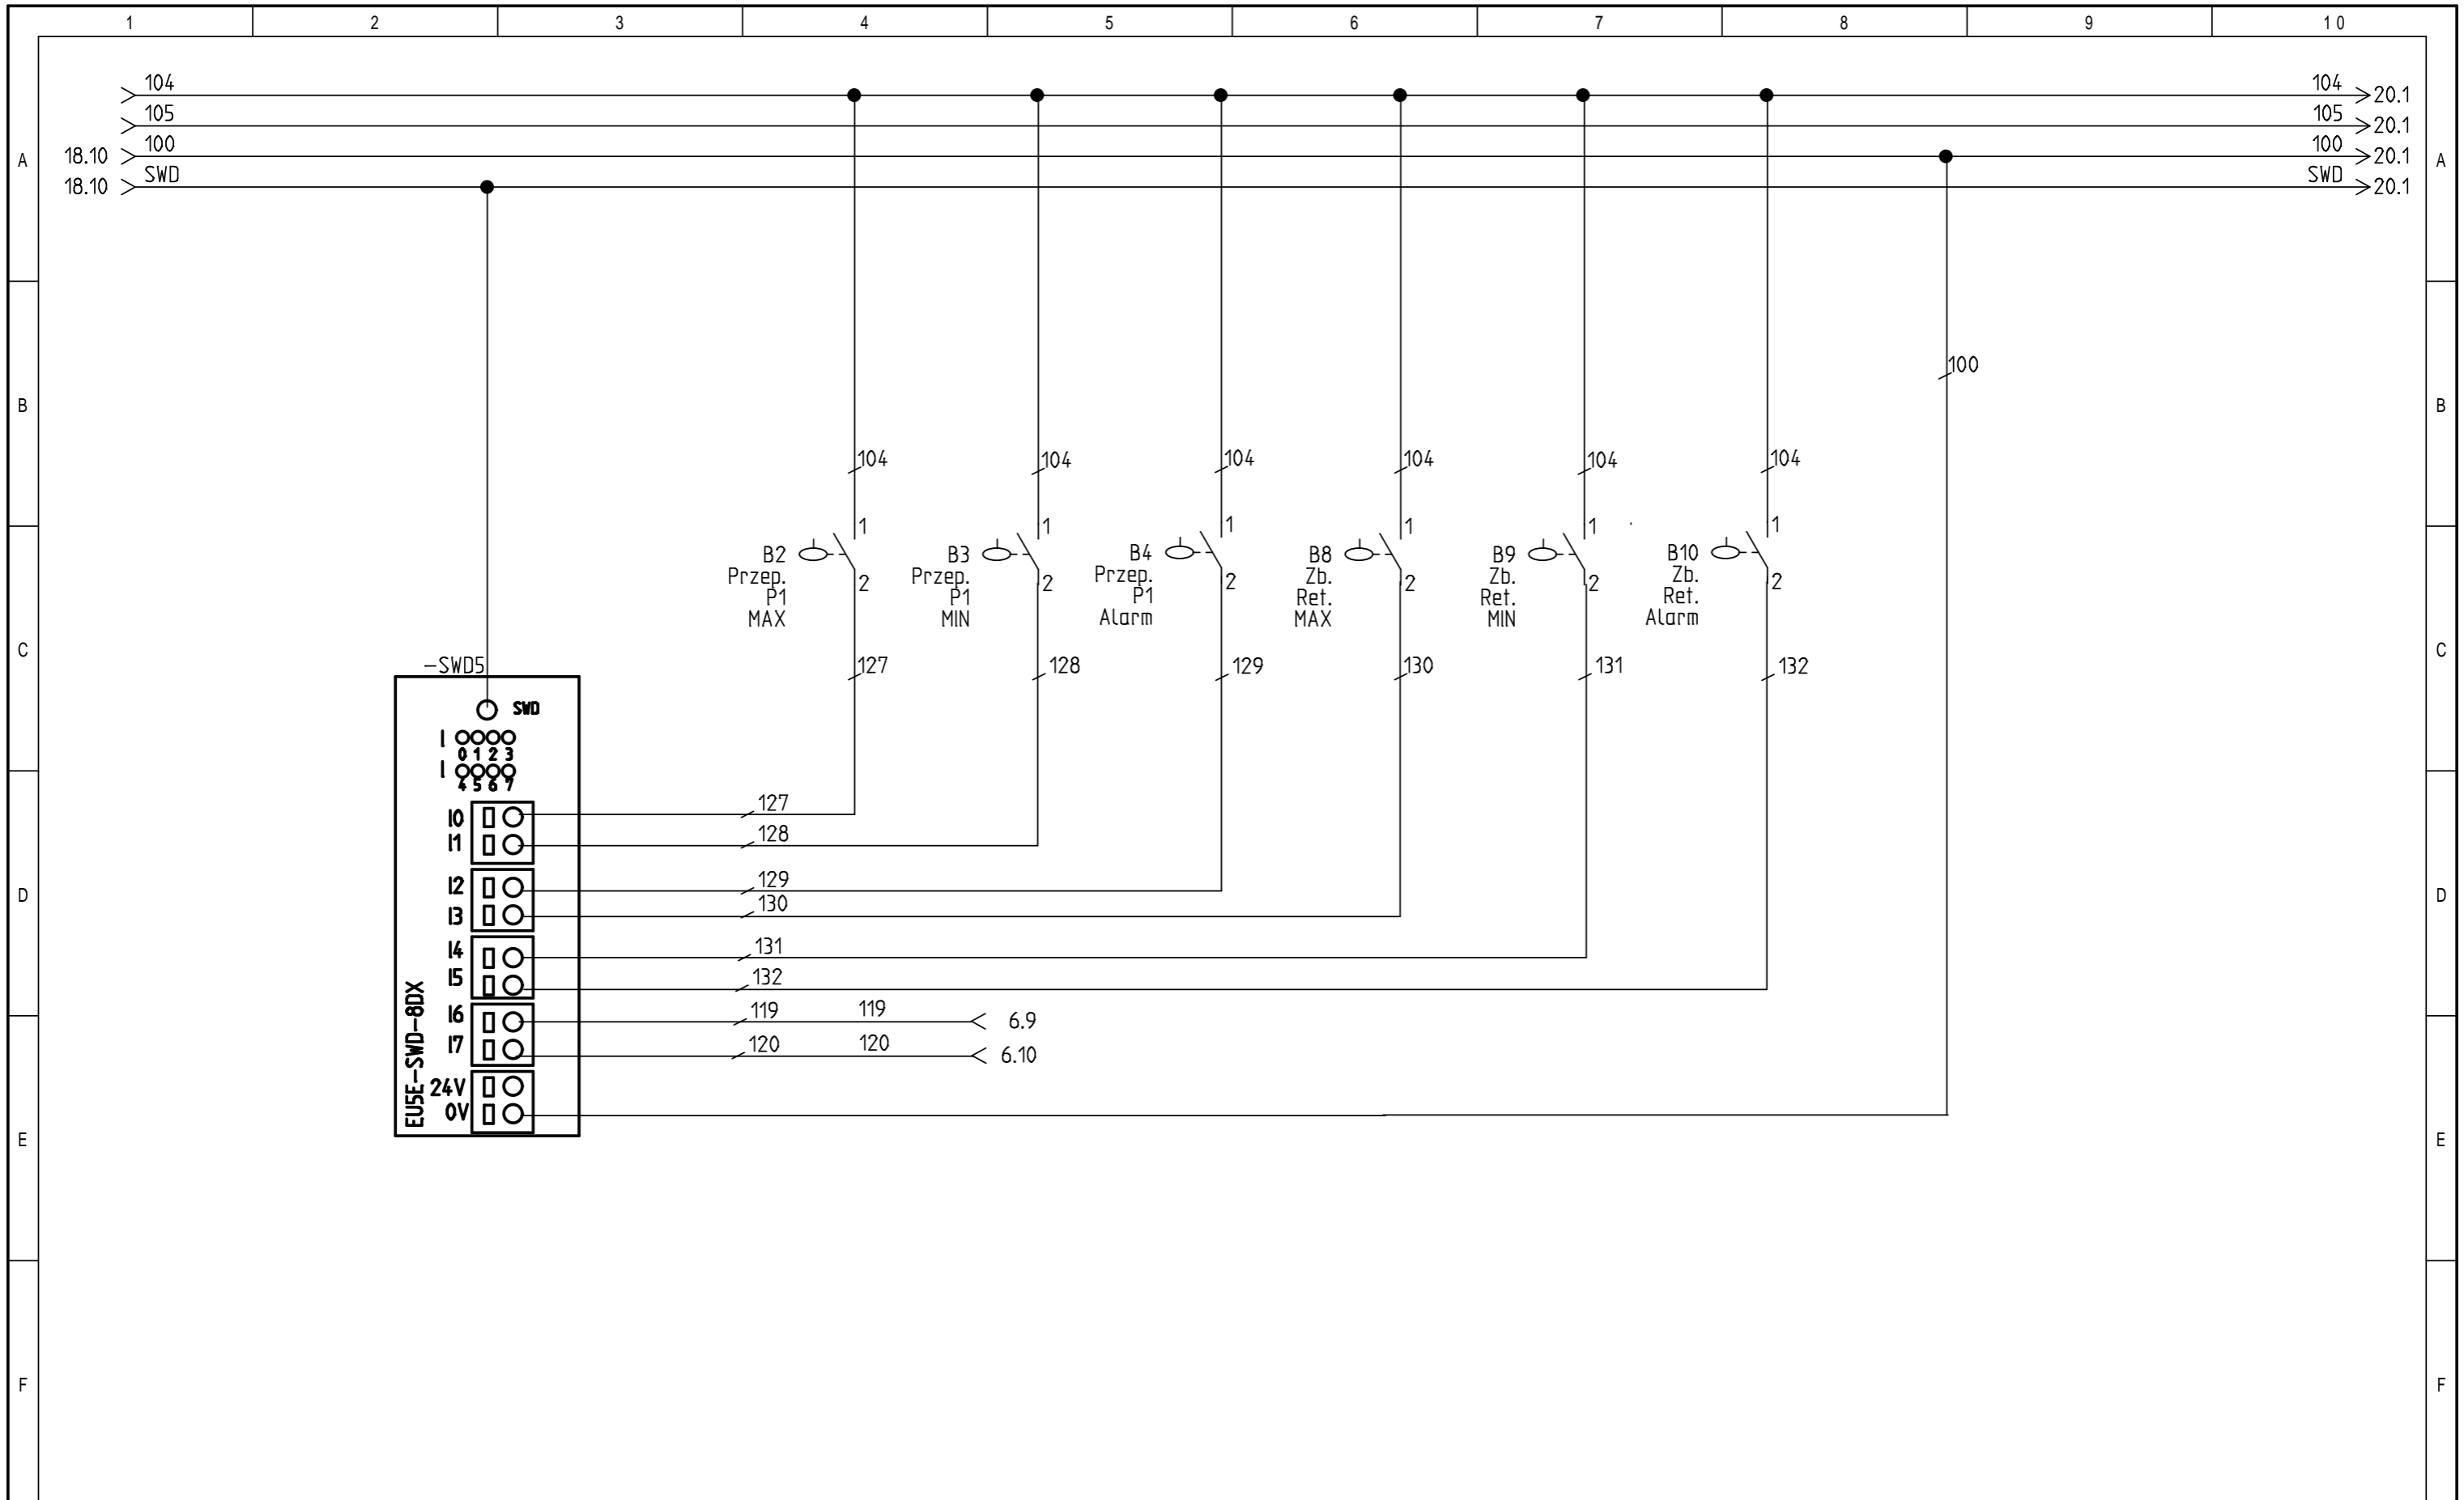 1 2 3 4 5 6 7 8 9 10
104 104 20.1
105 105 20.1
A 18.10 100 100 20.1 A
18.10 SWD SWD 20.1
100
B B
104 104 104 104 104 104
1 1 1 1 1 1
B2 B3 B4 B8 B9 B10
Przep. Przep. Przep. Zb. Zb. Zb.
2 2 2 2 2 2
P1 P1 P1 Ret. Ret. Ret.
MAX MIN Alarm MAX MIN Alarm
C C
-SWD5 127 128 129 130 131 132
SWD
I
0 1 2 3
I
4 5 6 7
I0 127
I1 128
I2 129
D D
I3 130
I4 131
I5 132
I6 119 119 6.9
I7 120 120 6.10
24V
0V
EU5E-SWD-8DX
E E
F F